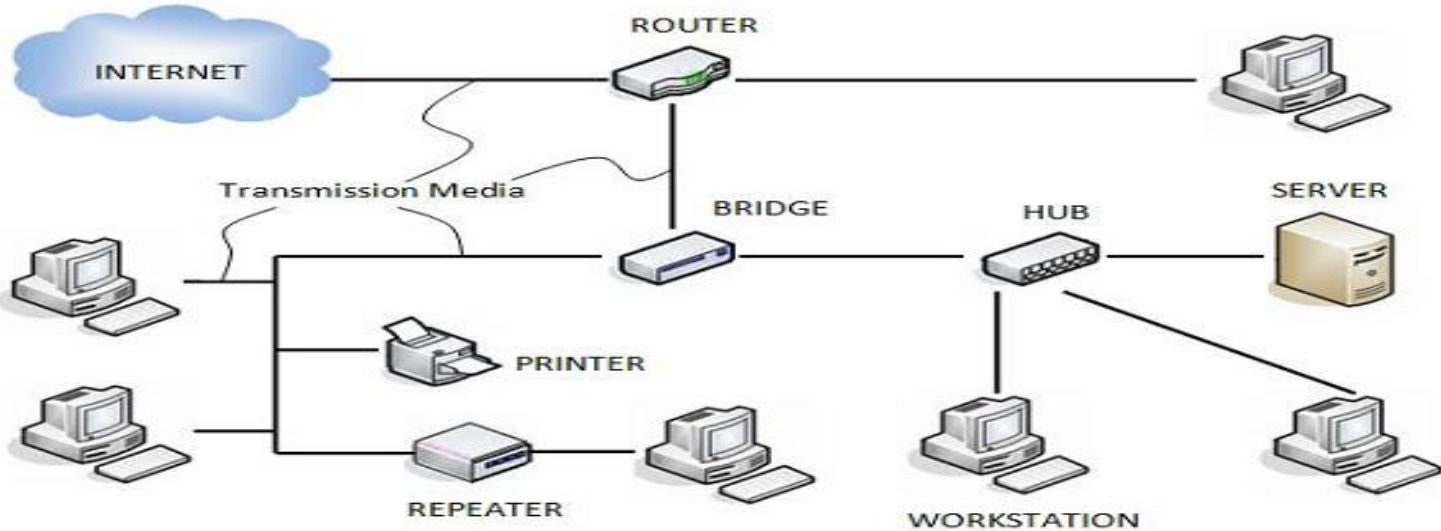 ROUTER
INTERNET
Transmission Media
BRIDGE
HUB
SERVER
PRINTER
REPEATER
WORKSTATION